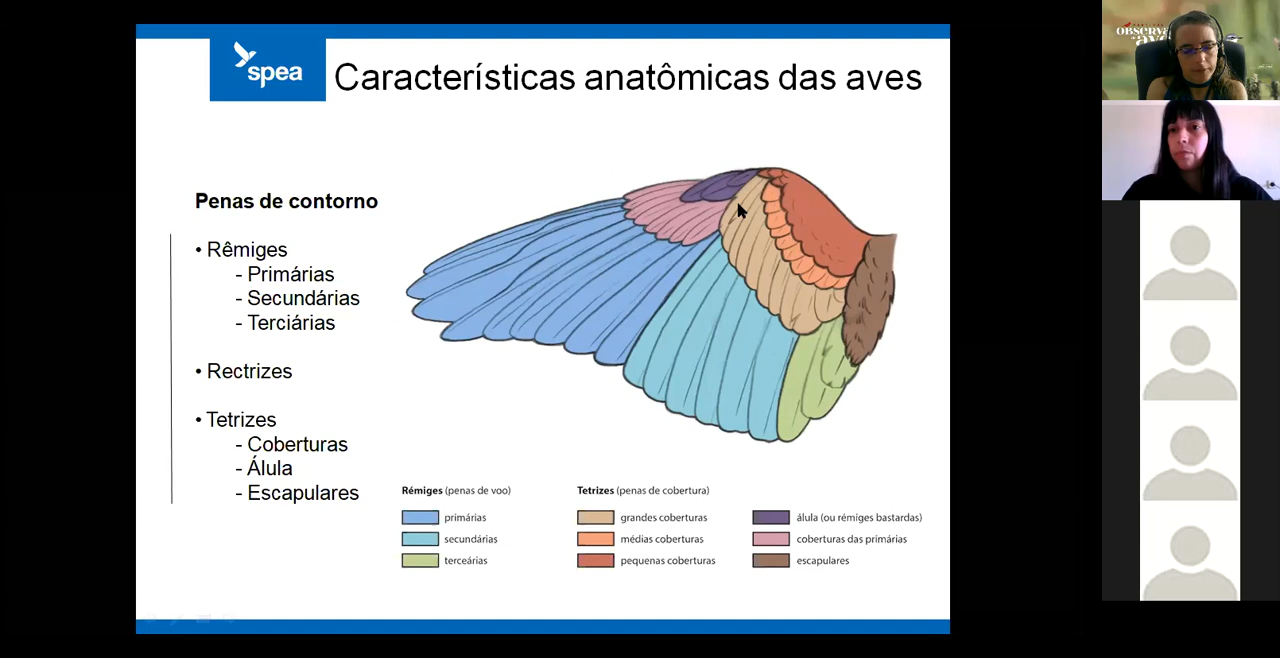 spea
Características anatômicas das aves
Penas de contorno
• Rêmiges
- Primárias
- Secundárias
- Terciárias
• Rectrizes
• Tetrizes
- Coberturas
- Álula
- Escapulares
Rémiges (penas de voo)
primárias
secundárias
terceárias
Tetrizes (penas de cobertura)
grandes coberturas
médias coberturas
pequenas coberturas
álula (ou rémiges bastardas)
coberturas das primárias
escapulares